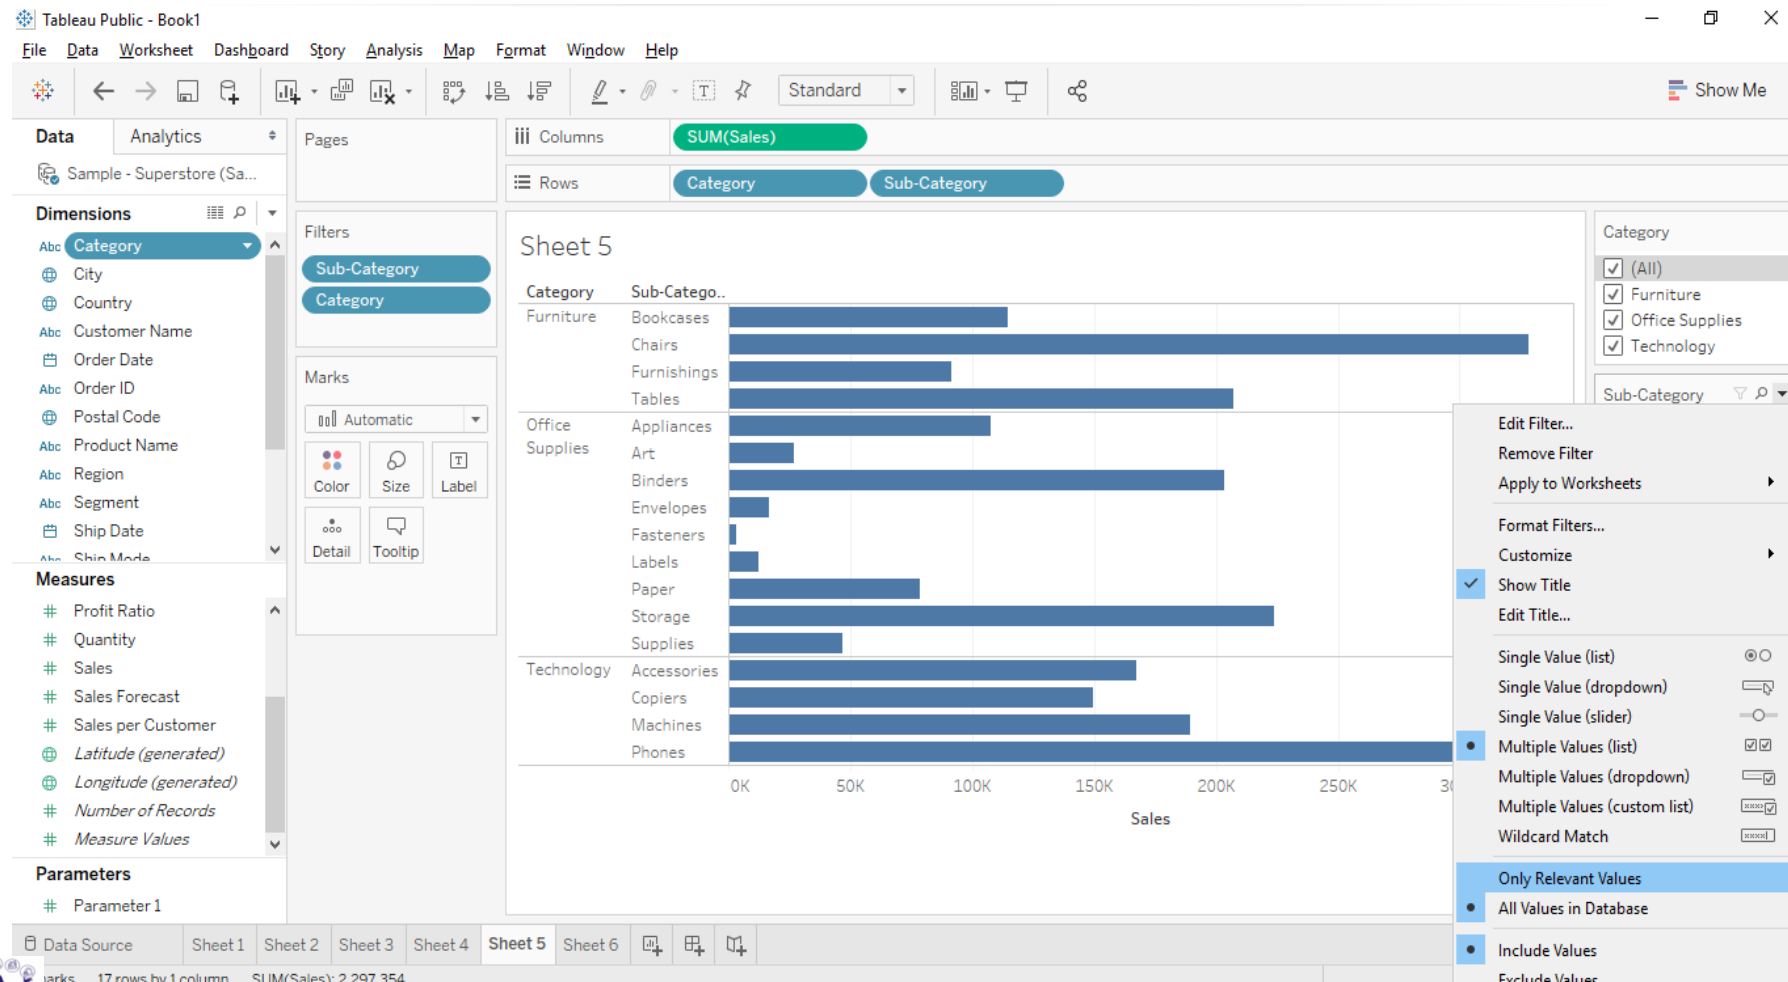 Tableau Public - Book1
File Data Worksheet Dashboard Story Analysis Map Format Window Help
Standard
Show Me
Data Analytics
Sample - Superstore (Sa...
Dimensions
Abc Category
City
Country
Abc Customer Name
Order Date
Abc Order ID
Postal Code
Abc Product Name
Abc Region
Abc Segment
Ship Date
Abc Ship Mode
Measures
Profit Ratio
Quantity
Sales
Sales Forecast
Sales per Customer
Latitude (generated)
Longitude (generated)
Number of Records
Measure Values
Parameters
Parameter 1
Pages
Filters
Sub-Category
Category
Marks
Automatic
Color Size Label
Detail Tooltip
Columns SUM(Sales)
Rows Category Sub-Category
Sheet 5
Category Sub-Catego..
Furniture Bookcases
Chairs
Furnishings
Tables
Office Appliances
Supplies Art
Binders
Envelopes
Fasteners
Labels
Paper
Storage
Supplies
Technology Accessories
Copiers
Machines
Phones
0K 50K 100K 150K 200K 250K
Sales
Category
(All)
Furniture
Office Supplies
Technology
Sub-Category
Edit Filter...
Remove Filter
Apply to Worksheets
Format Filters...
Customize
Show Title
Edit Title...
Single Value (list)
Single Value (dropdown)
Single Value (slider)
Multiple Values (list)
Multiple Values (dropdown)
Multiple Values (custom list)
Wildcard Match
Only Relevant Values
All Values in Database
Include Values
Exclude Values
Data Source Sheet 1 Sheet 2 Sheet 3 Sheet 4 Sheet 5 Sheet 6
17 rows by 1 column SUM(Sales): 2,297,354